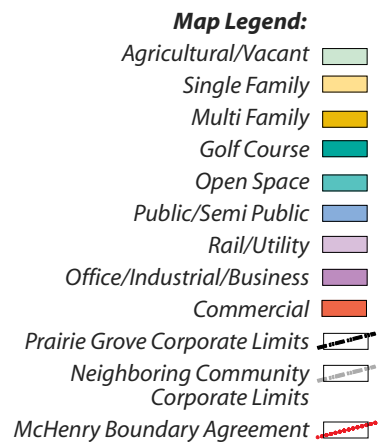 Map Legend:
Agricultural/Vacant
Single Family
Multi Family
Golf Course
Open Space
Public/Semi Public
Rail/Utility
Office/Industrial/Business
Commercial
Prairie Grove Corporate Limits
Neighboring Community
Corporate Limits
McHenry Boundary Agreement